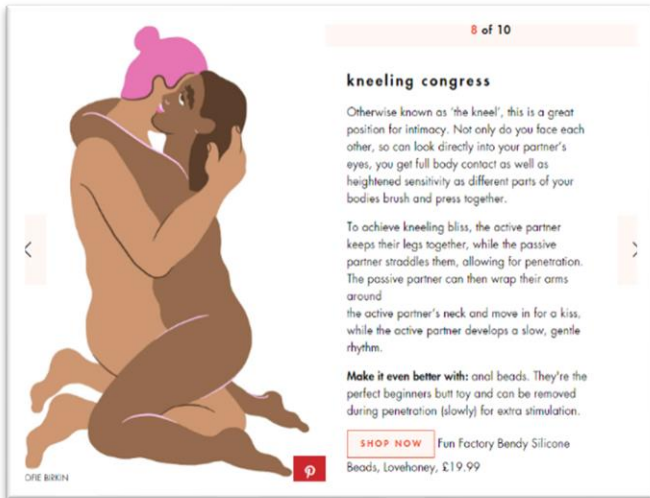 8 of 10
kneeling congress
Otherwise known as 'the kneel', this is a great
position for intimacy. Not only do you face each
other, so can look directly into your partner's
eyes, you get full body contact as well as
heightened sensitivity as different parts of your
bodies brush and press together.
To achieve kneeling bliss, the active partner
keeps their legs together, while the passive
partner straddles them, allowing for penetration.
The passive partner can then wrap their arms
around
the active partner's neck and move in for a kiss,
while the active partner develops a slow, gentle
rhythm.
Make it even better with: anal beads. They're the
perfect beginners butt toy and can be removed
during penetration (slowly) for extra stimulation.
SHOP NOW Fun Factory Bendy Silicone
Beads, Lovehoney, £19.99
OFIE BIRKIN